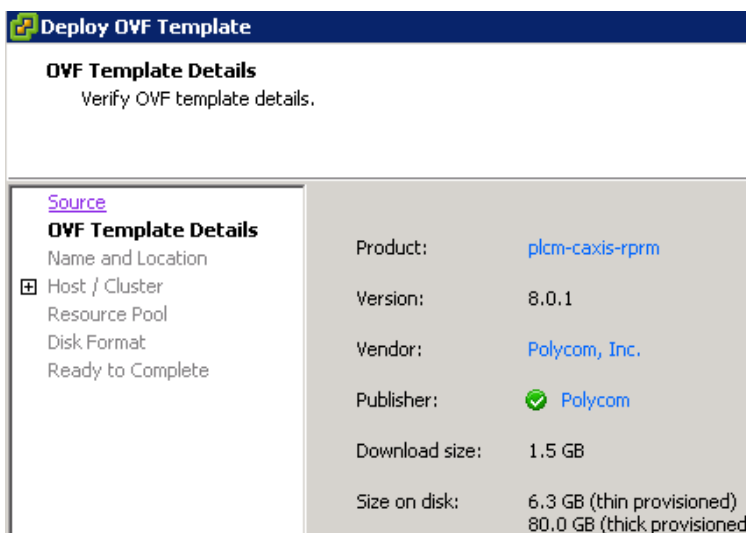 Deploy OVF Template
OVF Template Details
Verify OVF template details.
Source
OVF Template Details
Name and Location
Host / Cluster
Resource Pool
Disk Format
Ready to Complete
Product: plcm-caxis-rprm
Version: 8.0.1
Vendor: Polycom, Inc.
Publisher: Polycom
Download size: 1.5 GB
Size on disk: 6.3 GB (thin provisioned)
80.0 GB (thick provisioned